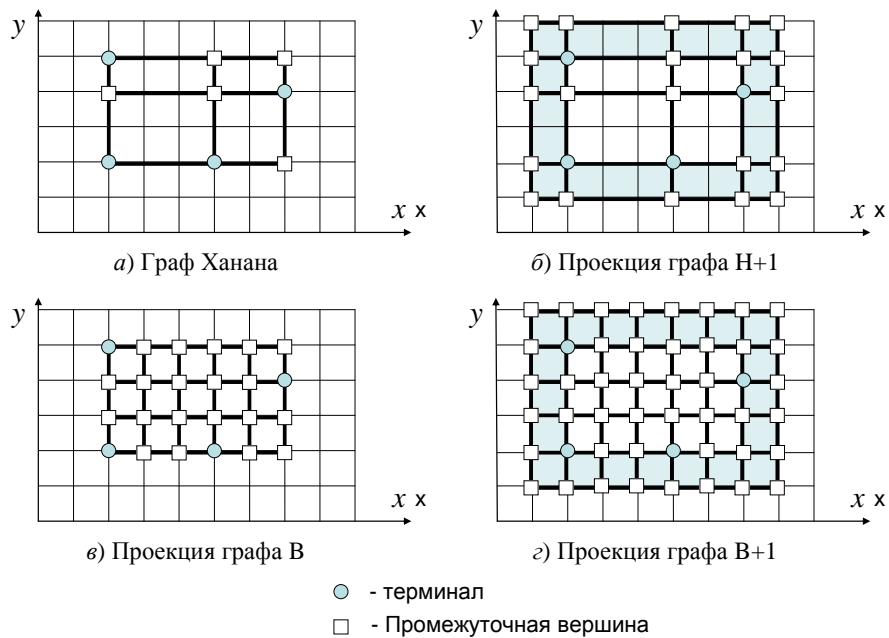 y
y
x x
x x
а) Граф Ханана
б) Проекция графа Н+1
y
y
x x
x x
в) Проекция графа В
г) Проекция графа В+1
- терминал
- Промежуточная вершина